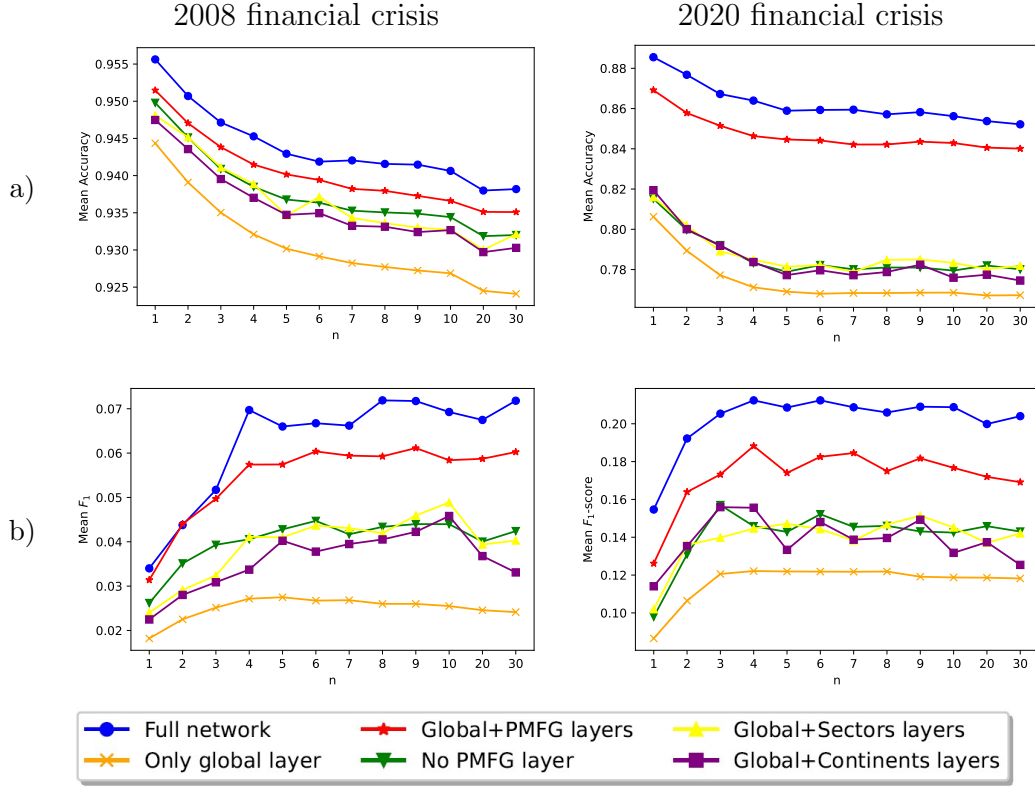 2008 financial crisis
2020 financial crisis
a)
Mean Accuracy
0.955
0.950
0.945
0.940
0.935
0.930
0.925
1 2 3 4 5 6 7 8 9 10 20 30
n
Mean Accuracy
0.88
0.86
0.84
0.82
0.80
0.78
1 2 3 4 5 6 7 8 9 10 20 30
n
b)
Mean F1
0.07
0.06
0.05
0.04
0.03
0.02
1 2 3 4 5 6 7 8 9 10 20 30
n
Mean F1-score
0.20
0.18
0.16
0.14
0.12
0.10
1 2 3 4 5 6 7 8 9 10 20 30
n
Full network
Global+PMFG layers
Global+Sectors layers
Only global layer
No PMFG layer
Global+Continents layers